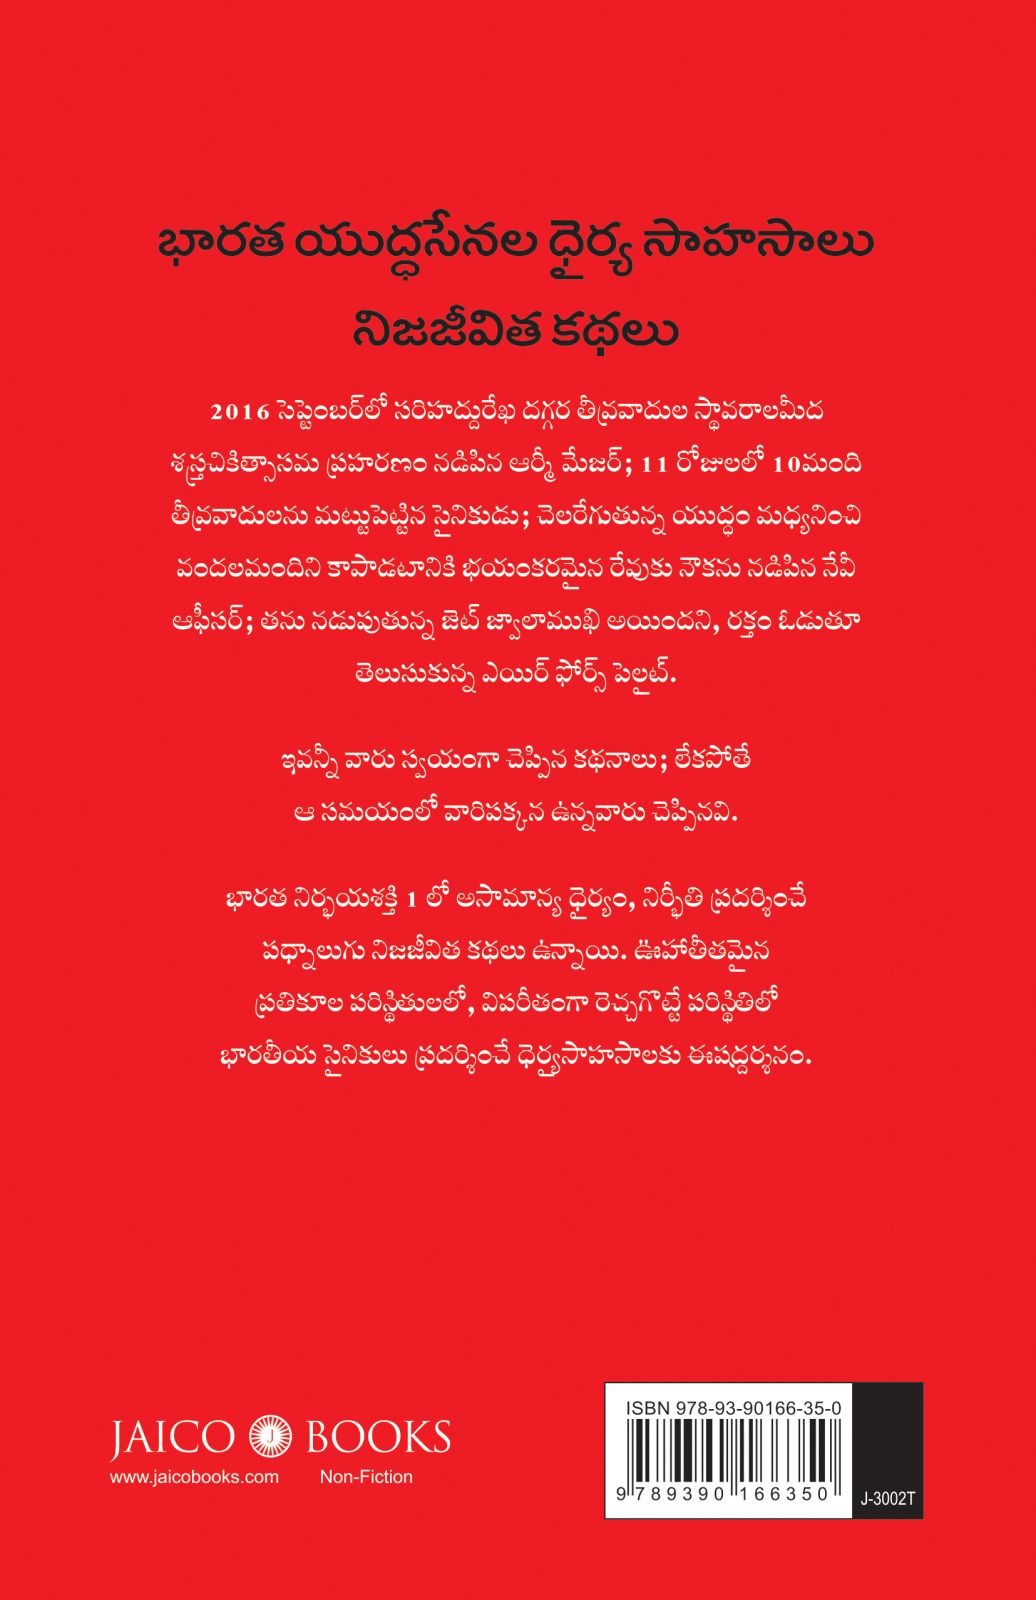 భారత యుద్ధసేనల ధైర్య సాహసాలు
నిజజీవిత కథలు
2016 సెప్టెంబర్‌లో సరిహద్దురేఖ దగ్గర తీవ్రవాదుల స్థావరాలమీద
శస్త్రచికిత్సాసమ ప్రహరణం నడిపిన ఆర్మీ మేజర్; 11 రోజులలో 10మంది
తీవ్రవాదులను మట్టుపెట్టిన సైనికుడు; చెలరేగుతున్న యుద్ధం మధ్యనించి
వందలమందిని కాపాడటానికి భయంకరమైన రేవుకు నౌకను నడిపిన నేవీ
ఆఫీసర్; తను నడుపుతున్న జెట్ జ్వాలాముఖి అయిందని, రక్తం ఓడుతూ
తెలుసుకున్న ఎయిర్ ఫోర్స్ పైలెట్.
ఇవన్నీ వారు స్వయంగా చెప్పిన కథనాలు; లేకపోతే
ఆ సమయంలో వారిపక్కన ఉన్నవారు చెప్పినవి.
భారత నిర్భయశక్తి 1 లో అసామాన్య ధైర్యం, నిర్భీతి ప్రదర్శించే
పధ్నాలుగు నిజజీవిత కథలు ఉన్నాయి. ఊహాతీతమైన
ప్రతికూల పరిస్థితులలో, విపరీతంగా రెచ్చగొట్టే పరిస్థితిలో
భారతీయ సైనికులు ప్రదర్శించే ధైర్యసాహసాలకు ఈషద్దర్శనం.
JAICO J BOOKS
www.jaicobooks.com Non-Fiction
ISBN 978-93-90166-35-0
9 789390 166350
J-3002T